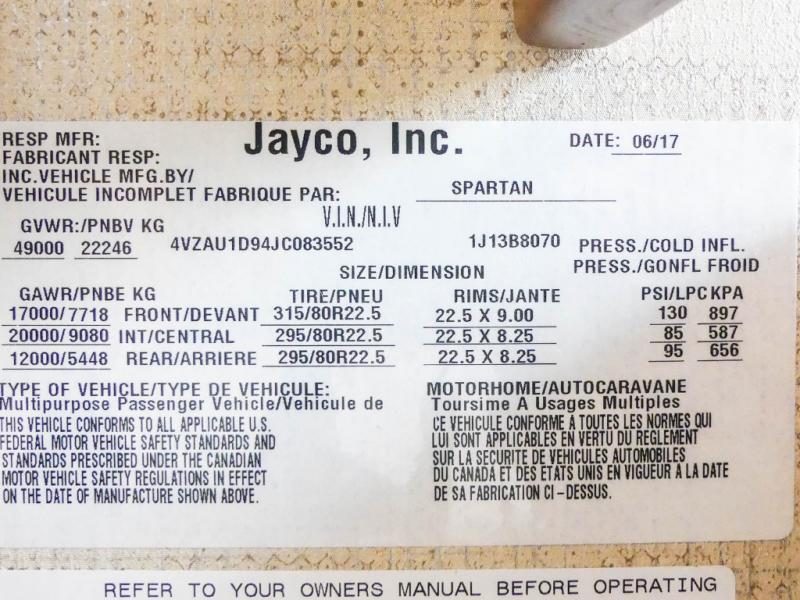 RESP MFR: Jayco, Inc. DATE: 06/17
FABRICANT RESP:
INC.VEHICLE MFG.BY/
VEHICULE INCOMPLET FABRIQUE PAR: SPARTAN
GVWR:/PNBV KG V.I.N./N.I.V
49000 22246 4VZAU1D94JC083552 1J13B8070 PRESS./COLD INFL.
SIZE/DIMENSION PRESS./GONFL FROID
GAWR/PNBE KG TIRE/PNEU RIMS/JANTE PSI/LPC KPA
17000/7718 FRONT/DEVANT 315/80R22.5 22.5 X 9.00 130 897
20000/9080 INT/CENTRAL 295/80R22.5 22.5 X 8.25 85 587
12000/5448 REAR/ARRIERE 295/80R22.5 22.5 X 8.25 95 656
TYPE OF VEHICLE/TYPE DE VEHICULE: MOTORHOME/AUTOCARAVANE
Multipurpose Passenger Vehicle/Vehicule de Toursime A Usages Multiples
THIS VEHICLE CONFORMS TO ALL APPLICABLE U.S.
FEDERAL MOTOR VEHICLE SAFETY STANDARDS AND
STANDARDS PRESCRIBED UNDER THE CANADIAN
MOTOR VEHICLE SAFETY REGULATIONS IN EFFECT
ON THE DATE OF MANUFACTURE SHOWN ABOVE.
CE VEHICULE CONFORME A TOUTES LES NORMES QUI
LUI SONT APPLICABLES EN VERTU DU REGLEMENT
SUR LA SECURITE DE VEHICULES AUTOMOBILES
DU CANADA ET DES ETATS UNIS EN VIGUEUR A LA DATE
DE SA FABRICATION CI-DESSUS.
REFER TO YOUR OWNERS MANUAL BEFORE OPERATING